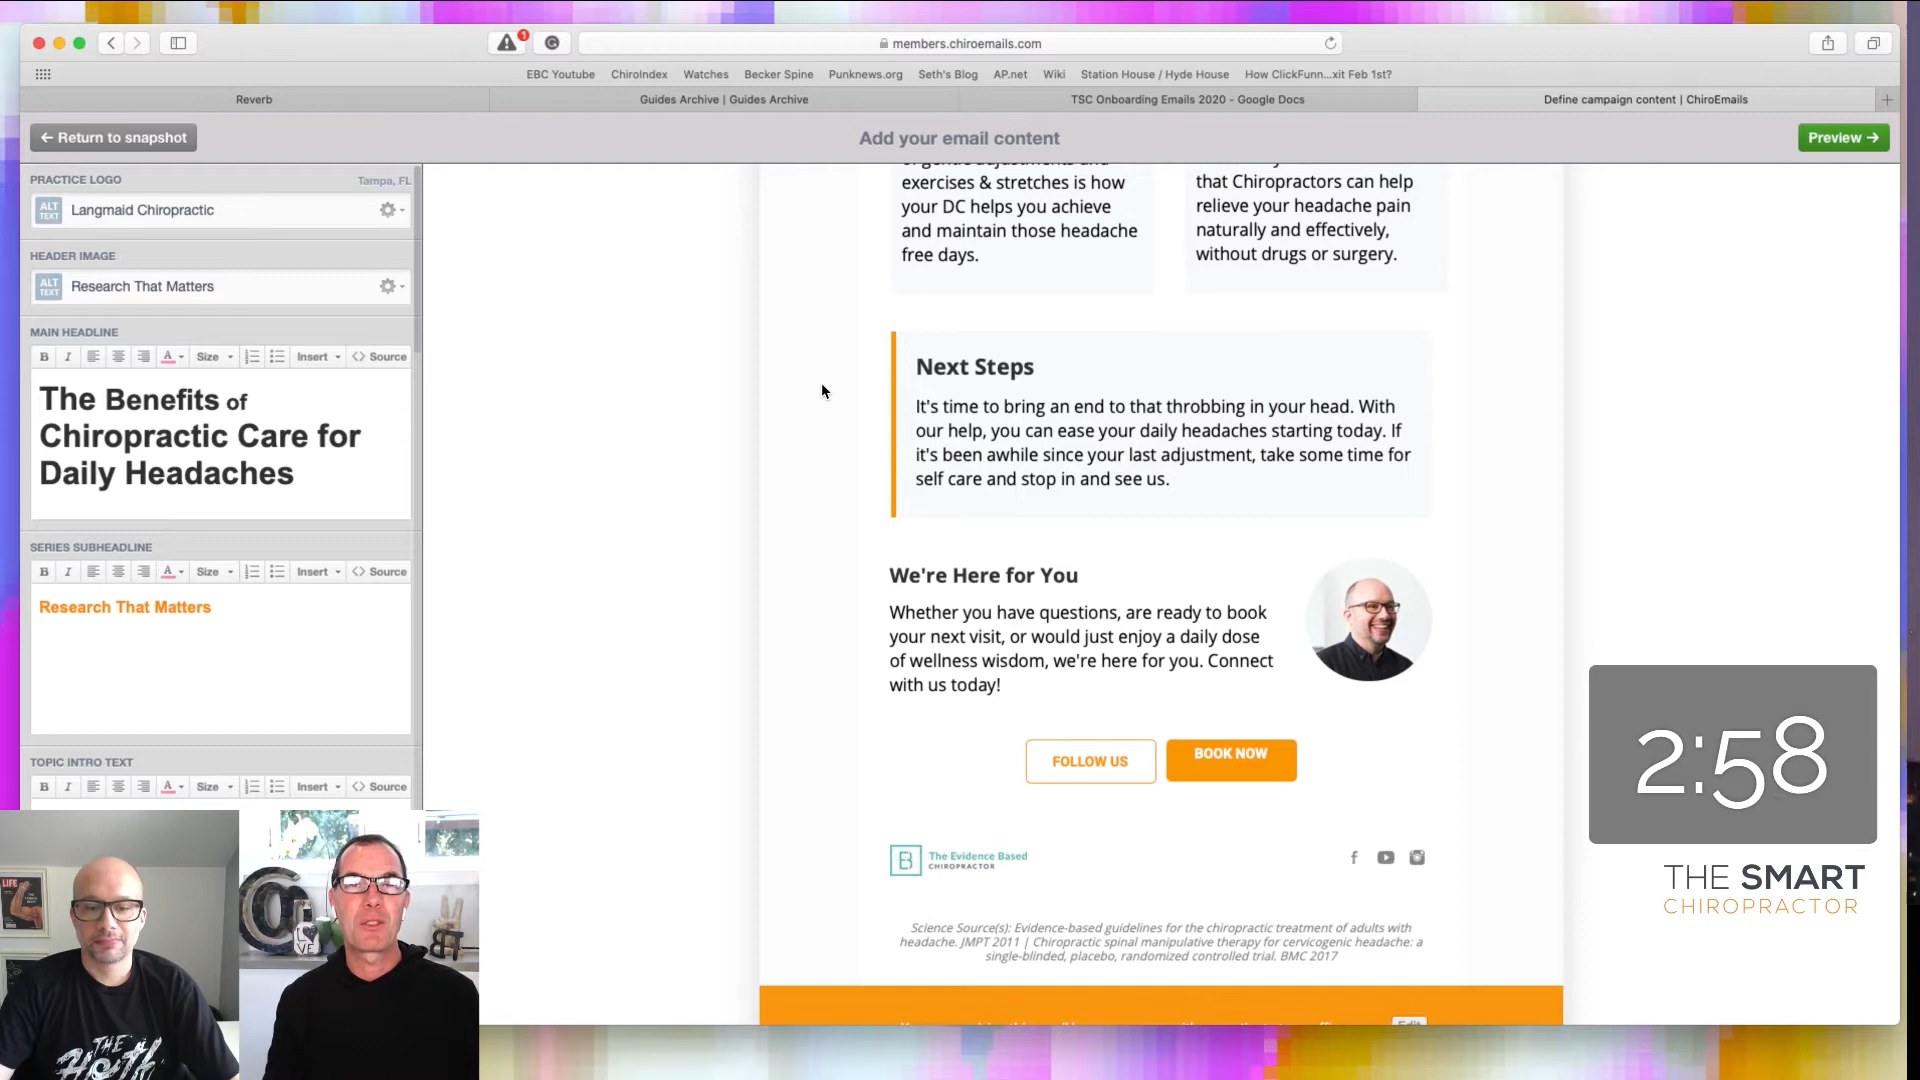 members.chiroemails.com
EBC Youtube
ChiroIndex
Watches
Becker Spine
Punknews.org
Seth's Blog
AP.net
Wiki
Station House / Hyde House
How ClickFunn...xit Feb 1st?
Reverb
Guides Archive | Guides Archive
TSC Onboarding Emails 2020 - Google Docs
Define campaign content | ChiroEmails
Return to snapshot
Add your email content
Preview
PRACTICE LOGO
Tampa, FL
ALT TEXT
Langmaid Chiropractic
HEADER IMAGE
ALT TEXT
Research That Matters
MAIN HEADLINE
B I A Size Insert <> Source
The Benefits of
Chiropractic Care for
Daily Headaches
SERIES SUBHEADLINE
B I A Size Insert <> Source
Research That Matters
TOPIC INTRO TEXT
B I A Size Insert <> Source
exercises & stretches is how
your DC helps you achieve
and maintain those headache
free days.
that Chiropractors can help
relieve your headache pain
naturally and effectively,
without drugs or surgery.
Next Steps
It's time to bring an end to that throbbing in your head. With
our help, you can ease your daily headaches starting today. If
it's been awhile since your last adjustment, take some time for
self care and stop in and see us.
We're Here for You
Whether you have questions, are ready to book
your next visit, or would just enjoy a daily dose
of wellness wisdom, we're here for you. Connect
with us today!
FOLLOW US
BOOK NOW
The Evidence Based
CHIROPRACTOR
Science Source(s): Evidence-based guidelines for the chiropractic treatment of adults with
headache. JMPT 2011 | Chiropractic spinal manipulative therapy for cervicogenic headache: a
single-blinded, placebo, randomized controlled trial. BMC 2017
2:58
THE SMART
CHIROPRACTOR
LIFE
LOVE
THE